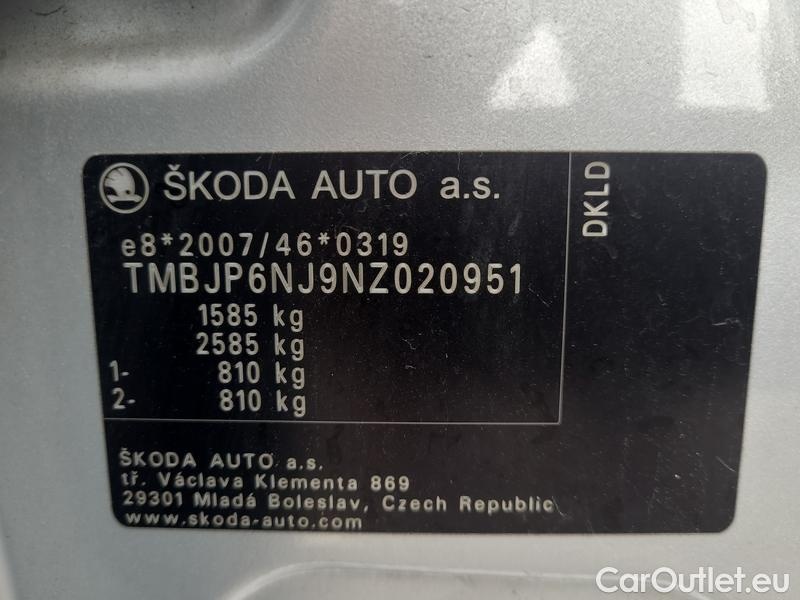 ŠKODA AUTO a.s.
e8*2007/46*0319
TMBJP6NJ9NZ020951
1585 kg
2585 kg
1- 810 kg
2- 810 kg
DKLD
ŠKODA AUTO a.s.
tř. Václava Klementa 869
29301 Mladá Boleslav, Czech Republic
www.skoda-auto.com
CarOutlet.eu